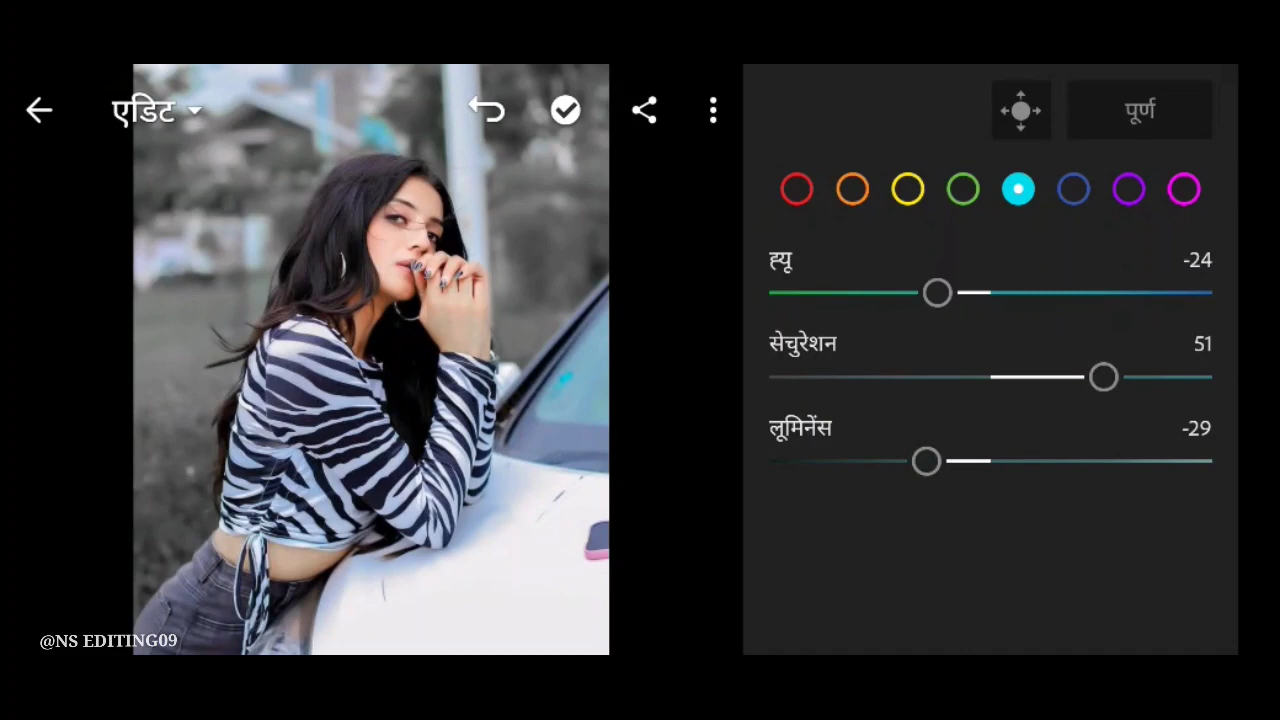 एडिट
पूर्ण
ह्यू -24
सेचुरेशन 51
लूमिनेंस -29
@NS EDITING09